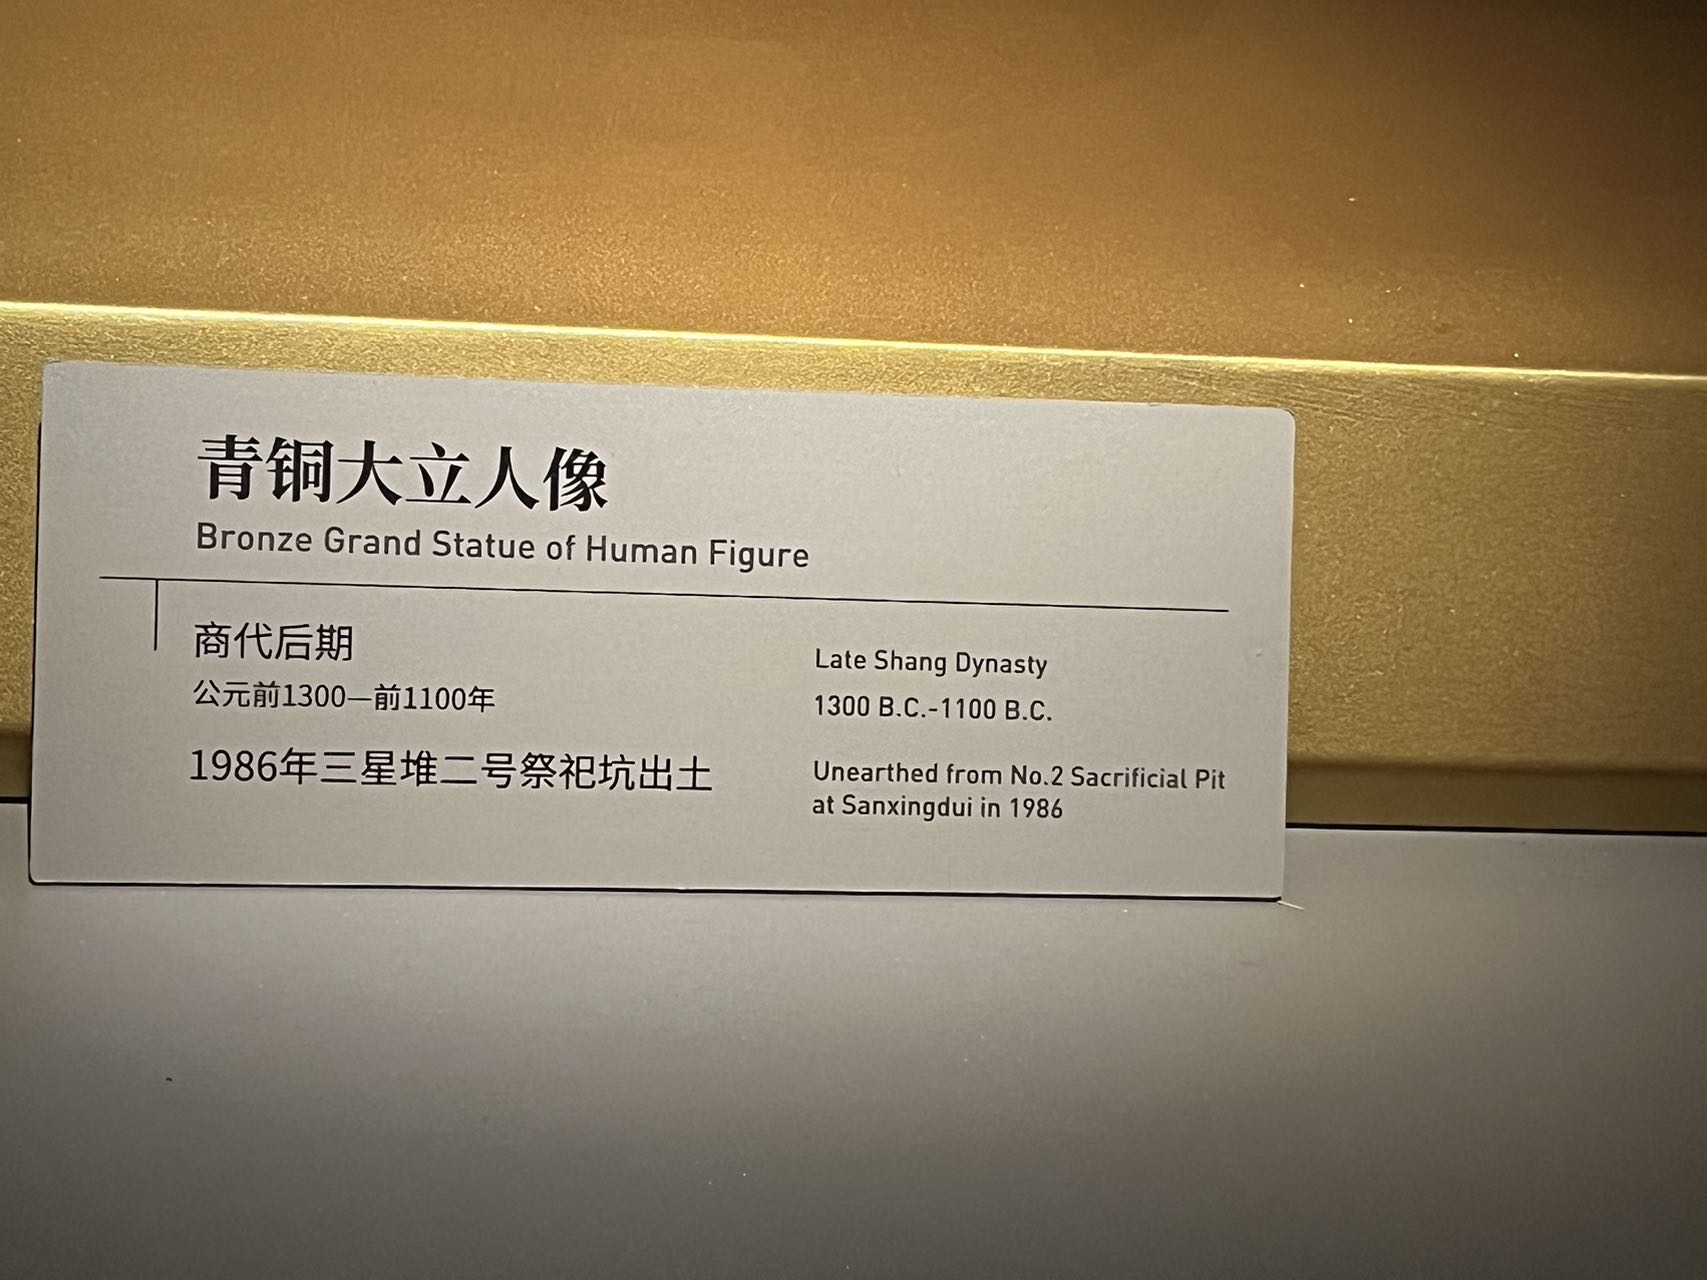 青铜大立人像
Bronze Grand Statue of Human Figure
商代后期
公元前1300—前1100年
1986年三星堆二号祭祀坑出土
Late Shang Dynasty
1300 B.C.-1100 B.C.
Unearthed from No.2 Sacrificial Pit
at Sanxingdui in 1986